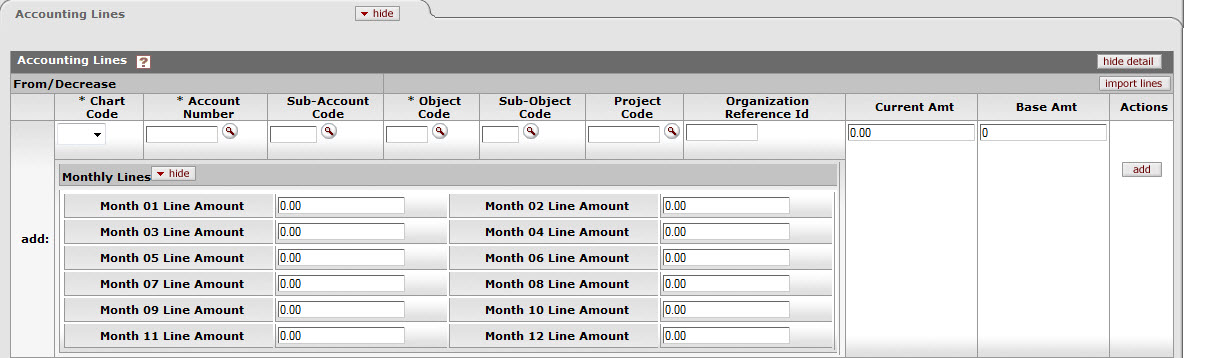 Accounting Lines hide
Accounting Lines ? hide detail
From/Decrease import lines
* Chart Code * Account Number Sub-Account Code * Object Code Sub-Object Code Project Code Organization Reference Id Current Amt Base Amt Actions
0.00 0
add
Monthly Lines hide
add:
Month 01 Line Amount 0.00 Month 02 Line Amount 0.00
Month 03 Line Amount 0.00 Month 04 Line Amount 0.00
Month 05 Line Amount 0.00 Month 06 Line Amount 0.00
Month 07 Line Amount 0.00 Month 08 Line Amount 0.00
Month 09 Line Amount 0.00 Month 10 Line Amount 0.00
Month 11 Line Amount 0.00 Month 12 Line Amount 0.00